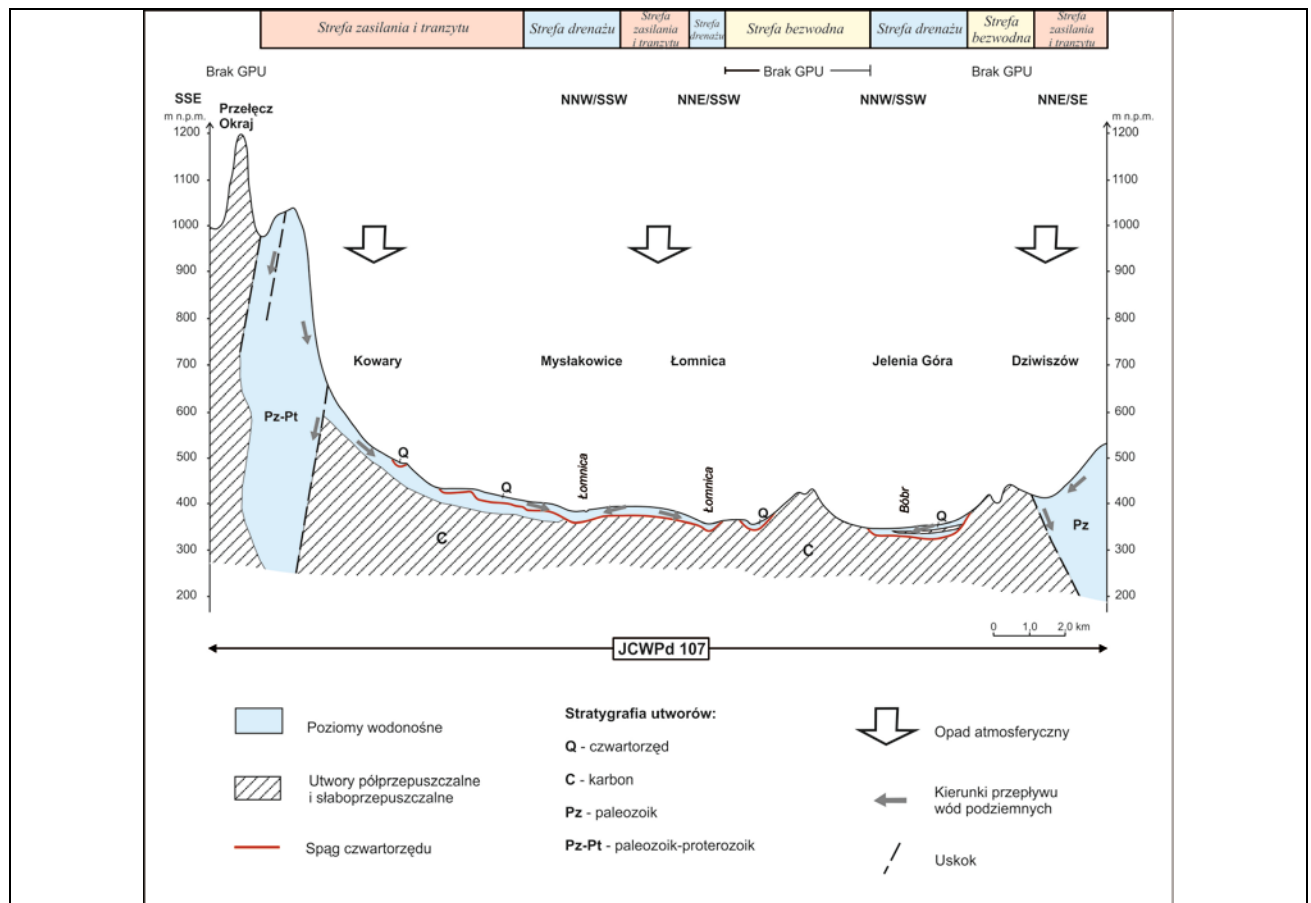 Strefa zasilania i tranzytu
Strefa drenażu
Strefa
zasilania
i tranzytu
Strefa
drenażu
Strefa bezwodna
Strefa drenażu
Strefa
bezwodna
Strefa
zasilania
i tranzytu
Brak GPU
Brak GPU
Brak GPU
SSE
NNW/SSW
NNE/SSW
NNW/SSW
NNE/SE
Przełęcz
Okraj
m n.p.m.
m n.p.m.
1200
1200
1100
1100
1000
1000
900
900
800
800
700
700
600
600
500
500
400
400
300
300
200
200
Kowary
Mysłakowice
Łomnica
Jelenia Góra
Dziwiszów
Pz-Pt
Q
Q
Łomnica
Łomnica
Q
Bóbr
Q
C
C
Pz
0 1,0 2,0 km
JCWPd 107
Poziomy wodonośne
Utwory półprzepuszczalne
i słaboprzepuszczalne
Spąg czwartorzędu
Stratygrafia utworów:
Q - czwartorzęd
C - karbon
Pz - paleozoik
Pz-Pt - paleozoik-proterozoik
Opad atmosferyczny
Kierunki przepływu
wód podziemnych
Uskok